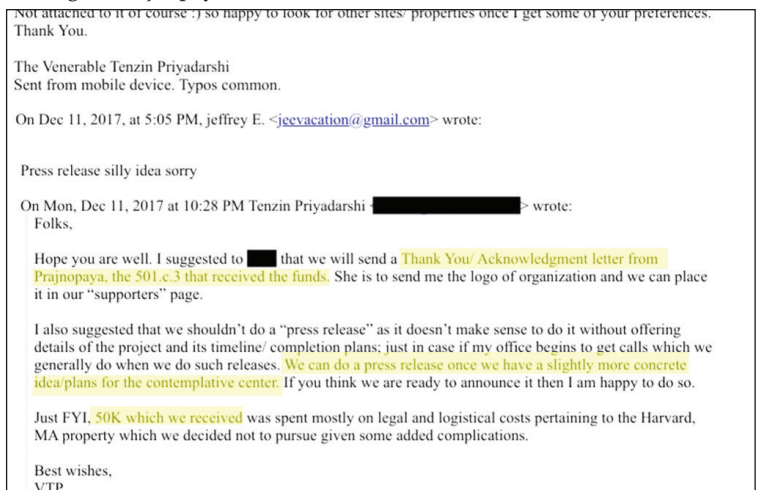 Not attached to it of course :) so happy to look for other sites/ properties once I get some of your preferences.
Thank You.
The Venerable Tenzin Priyadarshi
Sent from mobile device. Typos common.
On Dec 11, 2017, at 5:05 PM, jeffrey E. <jeevacation@gmail.com> wrote:
Press release silly idea sorry
On Mon, Dec 11, 2017 at 10:28 PM Tenzin Priyadarshi < > wrote:
Folks,
Hope you are well. I suggested to that we will send a Thank You/ Acknowledgment letter from
Prajnopaya, the 501.c.3 that received the funds. She is to send me the logo of organization and we can place
it in our “supporters” page.
I also suggested that we shouldn’t do a “press release” as it doesn’t make sense to do it without offering
details of the project and its timeline/ completion plans; just in case if my office begins to get calls which we
generally do when we do such releases. We can do a press release once we have a slightly more concrete
idea/plans for the contemplative center. If you think we are ready to announce it then I am happy to do so.
Just FYI, 50K which we received was spent mostly on legal and logistical costs pertaining to the Harvard,
MA property which we decided not to pursue given some added complications.
Best wishes,
VTP